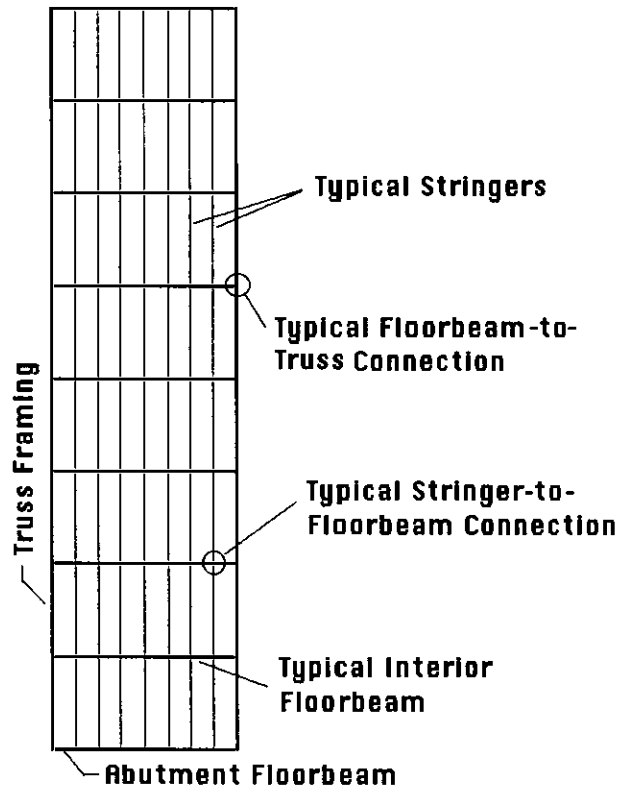 Typical Stringers
Typical Floorbeam-to-
Truss Connection
Truss Framing
Typical Stringer-to-
Floorbeam Connection
Typical Interior
Floorbeam
Abutment Floorbeam